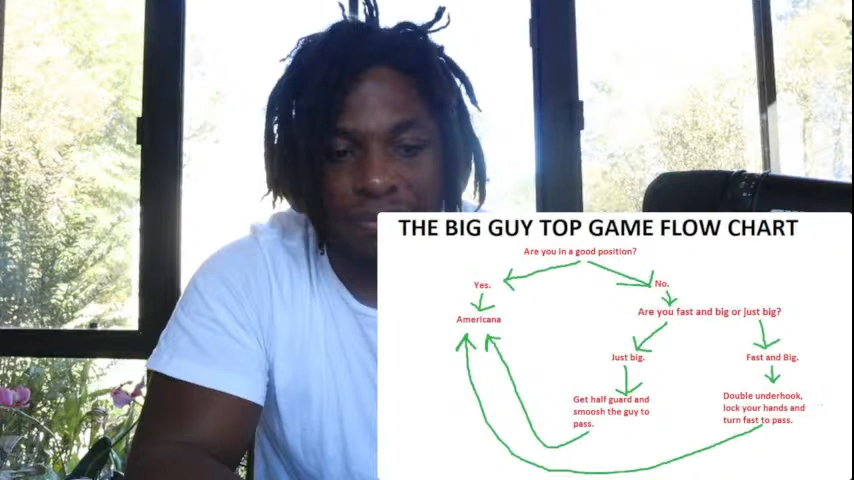 THE BIG GUY TOP GAME FLOW CHART
Are you in a good position?
Yes.
No.
Americana
Are you fast and big or just big?
Just big.
Fast and Big.
Get half guard and
smoosh the guy to
pass.
Double underhook,
lock your hands and
turn fast to pass.